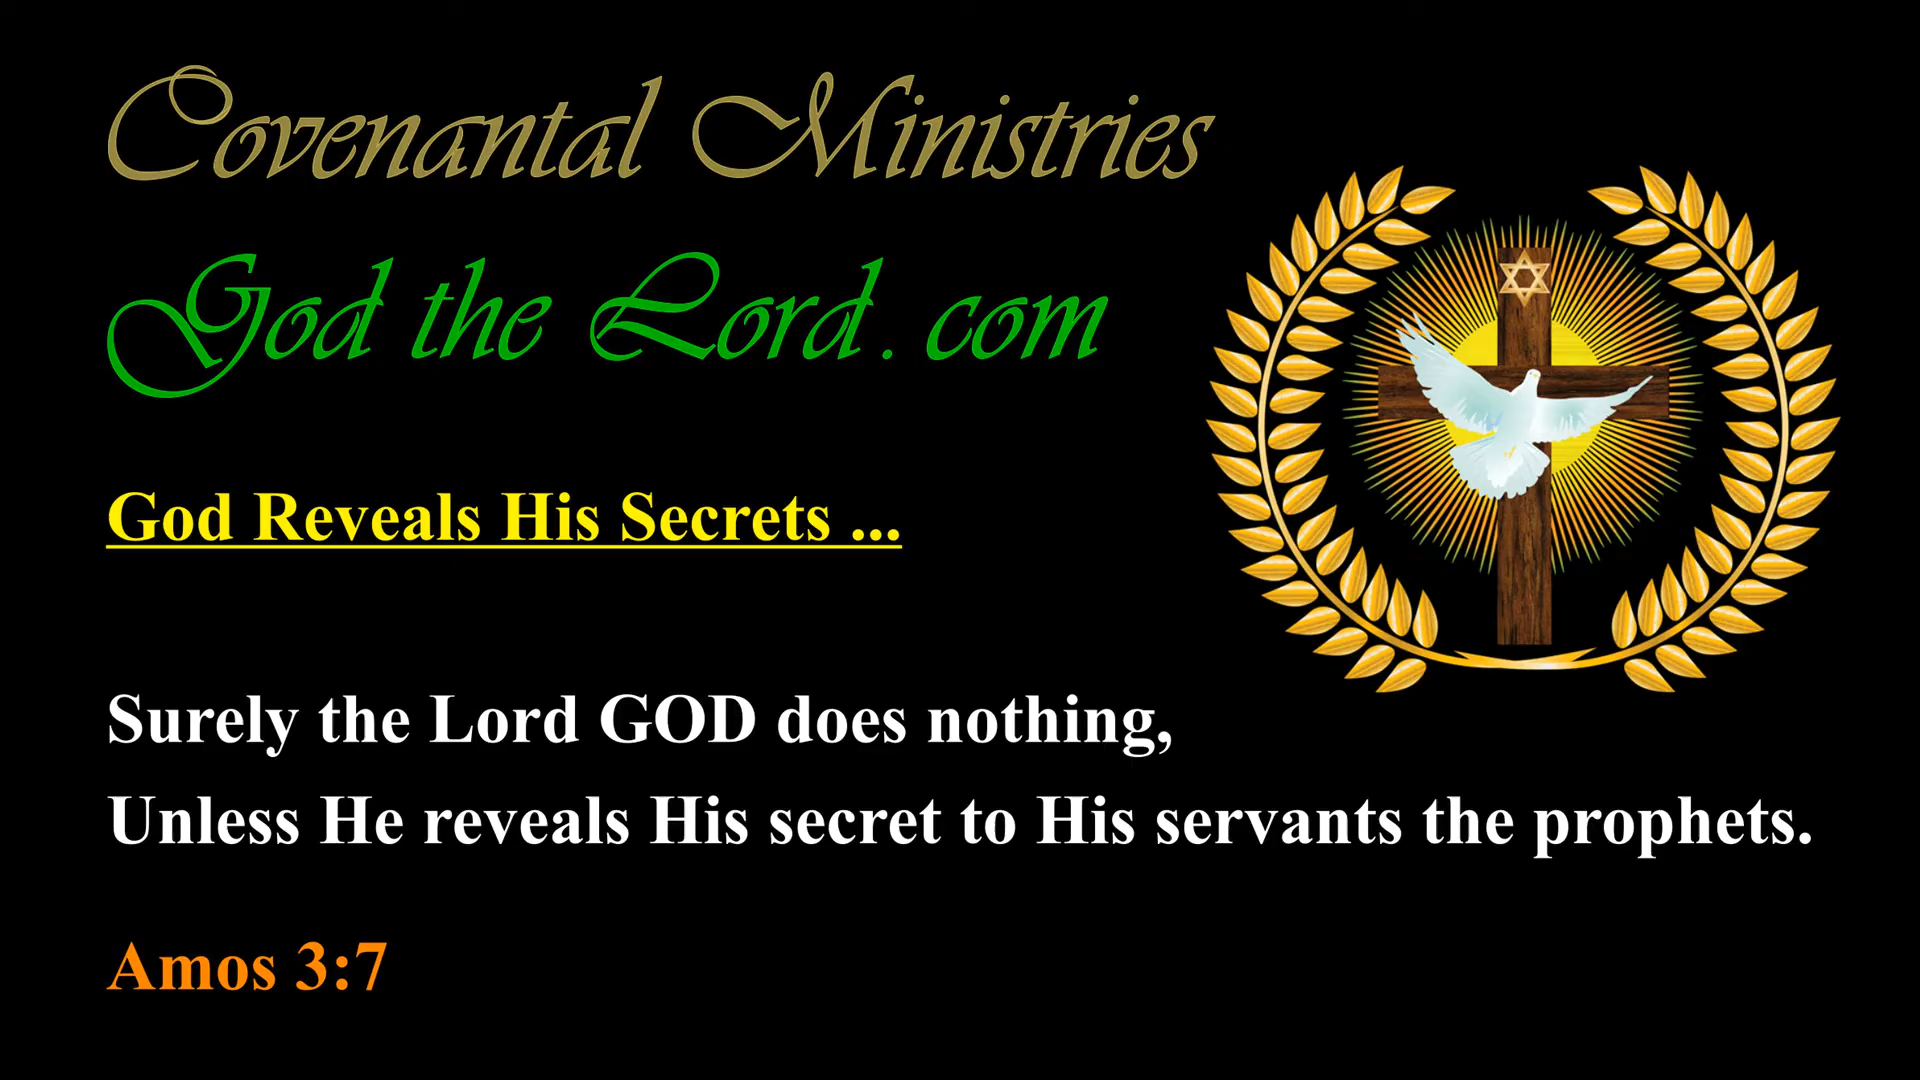 Covenantal Ministries
God the Lord . com
God Reveals His Secrets ...
Surely the Lord GOD does nothing,
Unless He reveals His secret to His servants the prophets.
Amos 3:7